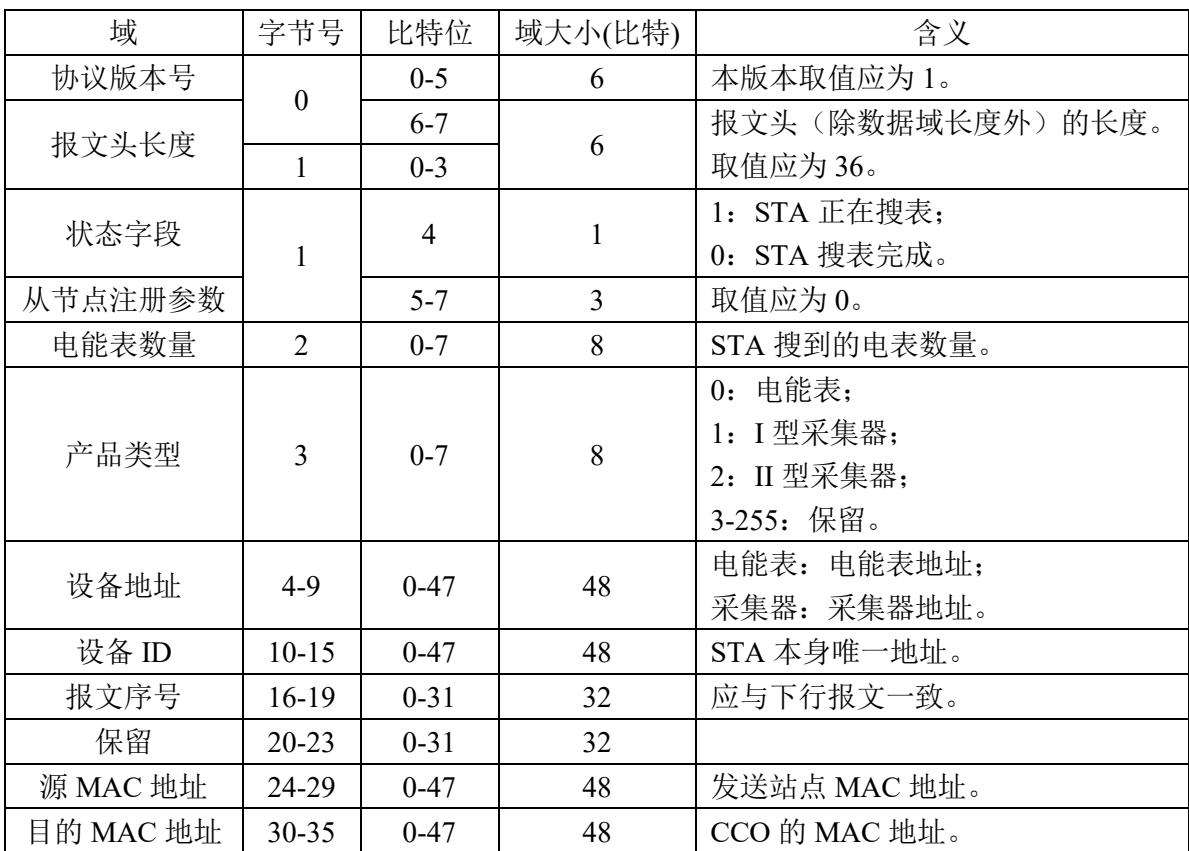 域 字节号 比特位 域大小(比特) 含义
协议版本号 0 0-5 6 本版本取值应为 1。
报文头长度 6-7 6 报文头（除数据域长度外）的长度。
1 0-3 取值应为 36。
状态字段 1 4 1 1：STA 正在搜表；
0：STA 搜表完成。
从节点注册参数 5-7 3 取值应为 0。
电能表数量 2 0-7 8 STA 搜到的电表数量。
产品类型 3 0-7 8 0：电能表；
1：I 型采集器；
2：II 型采集器；
3-255：保留。
设备地址 4-9 0-47 48 电能表：电能表地址；
采集器：采集器地址。
设备 ID 10-15 0-47 48 STA 本身唯一地址。
报文序号 16-19 0-31 32 应与下行报文一致。
保留 20-23 0-31 32
源 MAC 地址 24-29 0-47 48 发送站点 MAC 地址。
目的 MAC 地址 30-35 0-47 48 CCO 的 MAC 地址。